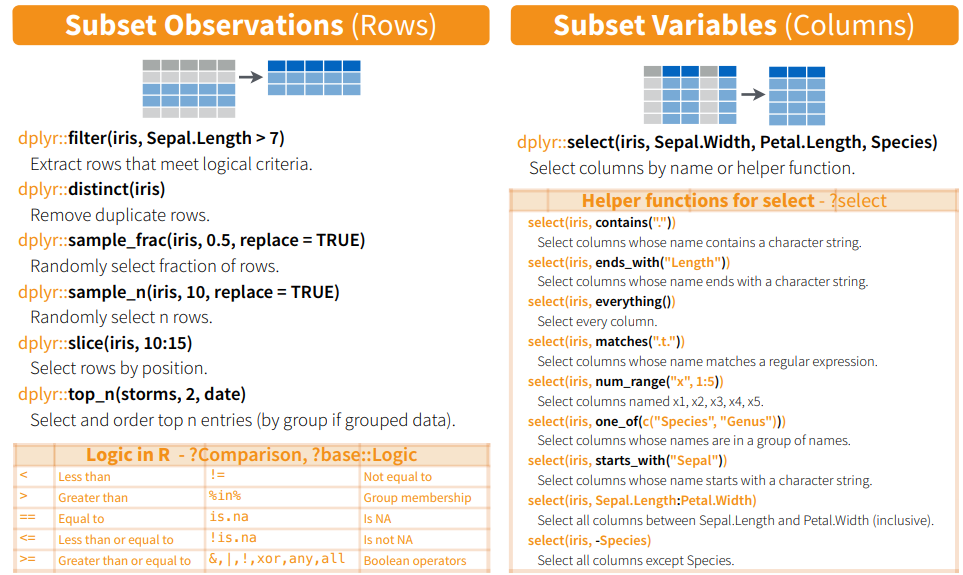 Subset Observations (Rows)
dplyr::filter(iris, Sepal.Length > 7)
Extract rows that meet logical criteria.
dplyr::distinct(iris)
Remove duplicate rows.
dplyr::sample_frac(iris, 0.5, replace = TRUE)
Randomly select fraction of rows.
dplyr::sample_n(iris, 10, replace = TRUE)
Randomly select n rows.
dplyr::slice(iris, 10:15)
Select rows by position.
dplyr::top_n(storms, 2, date)
Select and order top n entries (by group if grouped data).
Logic in R - ?Comparison, ?base::Logic
< Less than != Not equal to
> Greater than %in% Group membership
== Equal to is.na Is NA
<= Less than or equal to !is.na Is not NA
>= Greater than or equal to &,|,!,xor,any,all Boolean operators
Subset Variables (Columns)
dplyr::select(iris, Sepal.Width, Petal.Length, Species)
Select columns by name or helper function.
Helper functions for select - ?select
select(iris, contains("."))
Select columns whose name contains a character string.
select(iris, ends_with("Length"))
Select columns whose name ends with a character string.
select(iris, everything())
Select every column.
select(iris, matches(".t."))
Select columns whose name matches a regular expression.
select(iris, num_range("x", 1:5))
Select columns named x1, x2, x3, x4, x5.
select(iris, one_of(c("Species", "Genus")))
Select columns whose names are in a group of names.
select(iris, starts_with("Sepal"))
Select columns whose name starts with a character string.
select(iris, Sepal.Length:Petal.Width)
Select all columns between Sepal.Length and Petal.Width (inclusive).
select(iris, -Species)
Select all columns except Species.